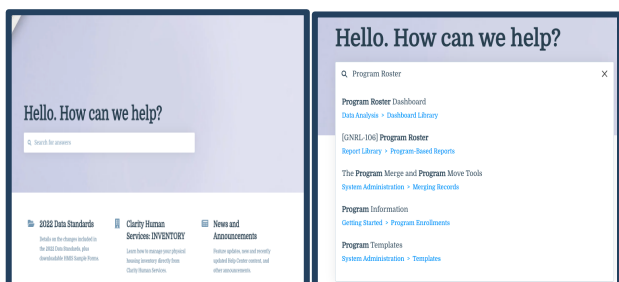 Hello. How can we help?
Search for answers
2022 Data Standards
Details on the changes included in
the 2022 Data Standards, plus
downloadable HMIS Sample Forms.
Clarity Human
Services: INVENTORY
Learn how to manage your physical
housing inventory directly from
Clarity Human Services
News and
Announcements
Feature updates, new and recently
updated Help Center content, and
other announcements
Hello. How can we help?
Program Roster X
Program Roster Dashboard
Data Analysis > Dashboard Library
[GNRL-106] Program Roster
Report Library > Program-Based Reports
The Program Merge and Program Move Tools
System Administration > Merging Records
Program Information
Getting Started > Program Enrollments
Program Templates
System Administration > Templates